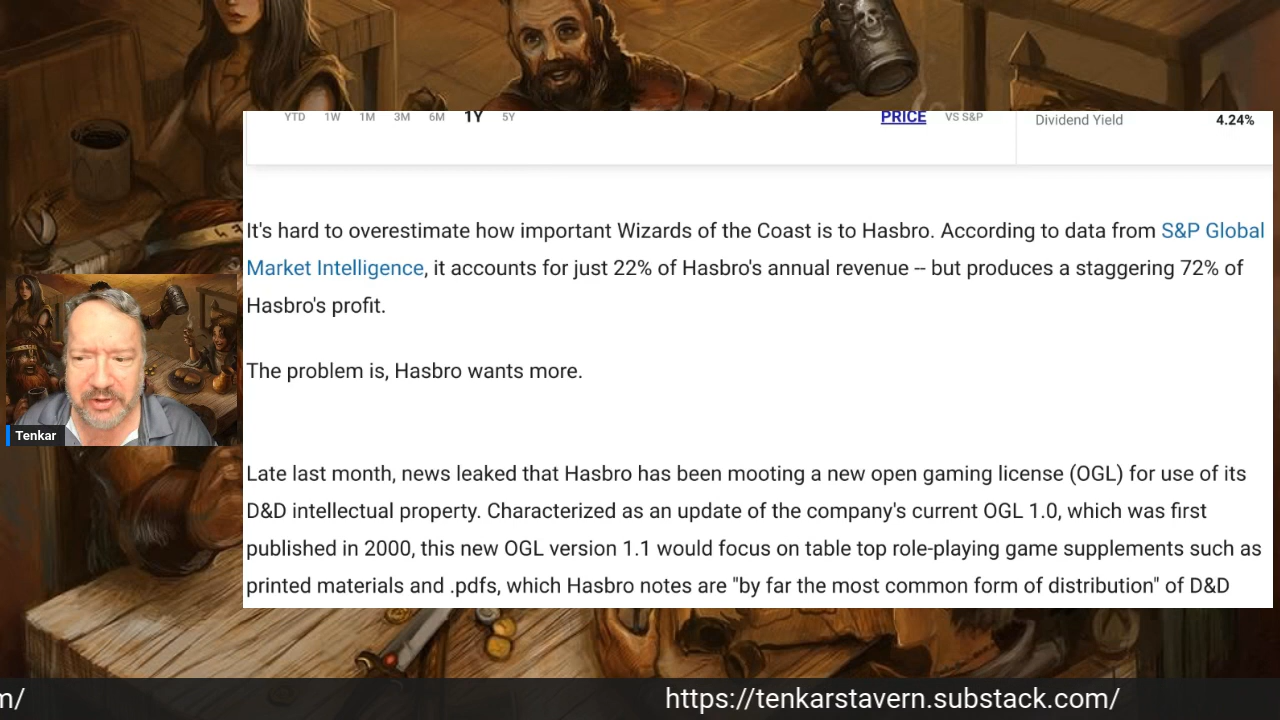 YTD 1W 1M 3M 6M 1Y 5Y PRICE VS S&P Dividend Yield 4.24%
It's hard to overestimate how important Wizards of the Coast is to Hasbro. According to data from S&P Global
Market Intelligence, it accounts for just 22% of Hasbro's annual revenue -- but produces a staggering 72% of
Hasbro's profit.
The problem is, Hasbro wants more.
Tenkar
Late last month, news leaked that Hasbro has been mooting a new open gaming license (OGL) for use of its
D&D intellectual property. Characterized as an update of the company's current OGL 1.0, which was first
published in 2000, this new OGL version 1.1 would focus on table top role-playing game supplements such as
printed materials and .pdfs, which Hasbro notes are "by far the most common form of distribution" of D&D
m/ https://tenkarstavern.substack.com/